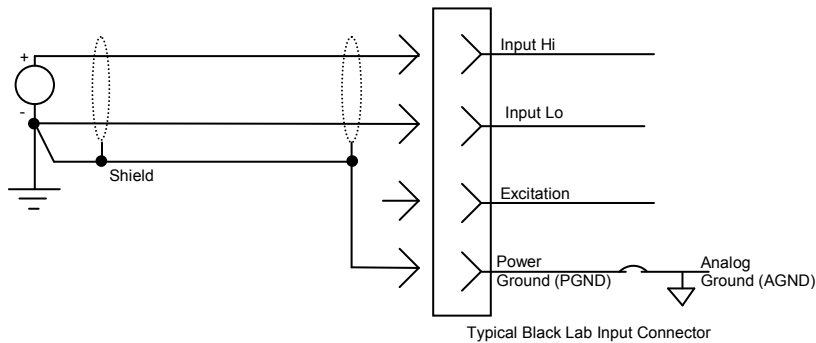 +
Input Hi
-
Input Lo
Shield
Excitation
Power
Ground (PGND)
Analog
Ground (AGND)
Typical Black Lab Input Connector